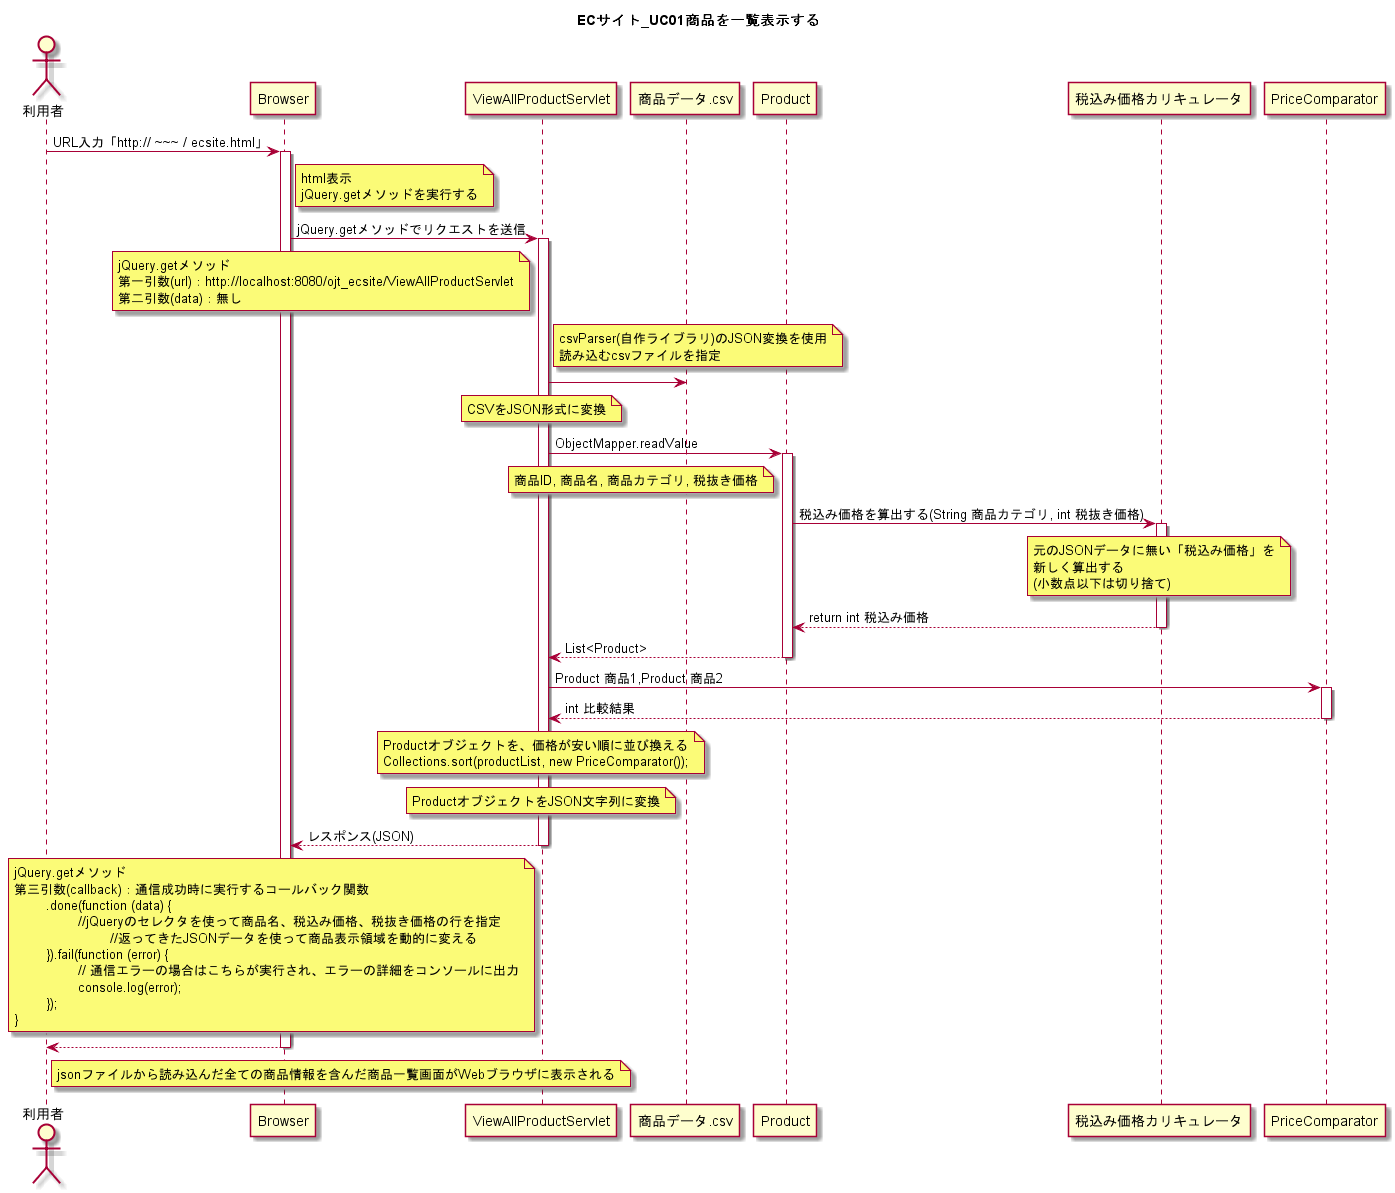 ECサイト_UC01商品を一覧表示する
利用者
Browser
ViewAllProductServlet
商品データ.csv
Product
税込み価格カリキュレータ
PriceComparator
URL入力「http:// ~~~ / ecsite.html」
html表示
jQuery.getメソッドを実行する
jQuery.getメソッドでリクエストを送信
jQuery.getメソッド
第一引数(url) : http://localhost:8080/ojt_ecsite/ViewAllProductServlet
第二引数(data) : 無し
csvParser(自作ライブラリ)のJSON変換を使用
読み込むcsvファイルを指定
CSVをJSON形式に変換
ObjectMapper.readValue
商品ID, 商品名, 商品カテゴリ, 税抜き価格
税込み価格を算出する(String 商品カテゴリ, int 税抜き価格)
元のJSONデータに無い「税込み価格」を
新しく算出する
(小数点以下は切り捨て)
return int 税込み価格
List<Product>
Product 商品1,Product 商品2
int 比較結果
Productオブジェクトを、価格が安い順に並び換える
Collections.sort(productList, new PriceComparator());
ProductオブジェクトをJSON文字列に変換
レスポンス(JSON)
jQuery.getメソッド
第三引数(callback) : 通信成功時に実行するコールバック関数
.done(function (data) {
//jQueryのセレクタを使って商品名、税込み価格、税抜き価格の行を指定
//返ってきたJSONデータを使って商品表示領域を動的に変える
}).fail(function (error) {
// 通信エラーの場合はこちらが実行され、エラーの詳細をコンソールに出力
console.log(error);
});
}
jsonファイルから読み込んだ全ての商品情報を含んだ商品一覧画面がWebブラウザに表示される
利用者
Browser
ViewAllProductServlet
商品データ.csv
Product
税込み価格カリキュレータ
PriceComparator